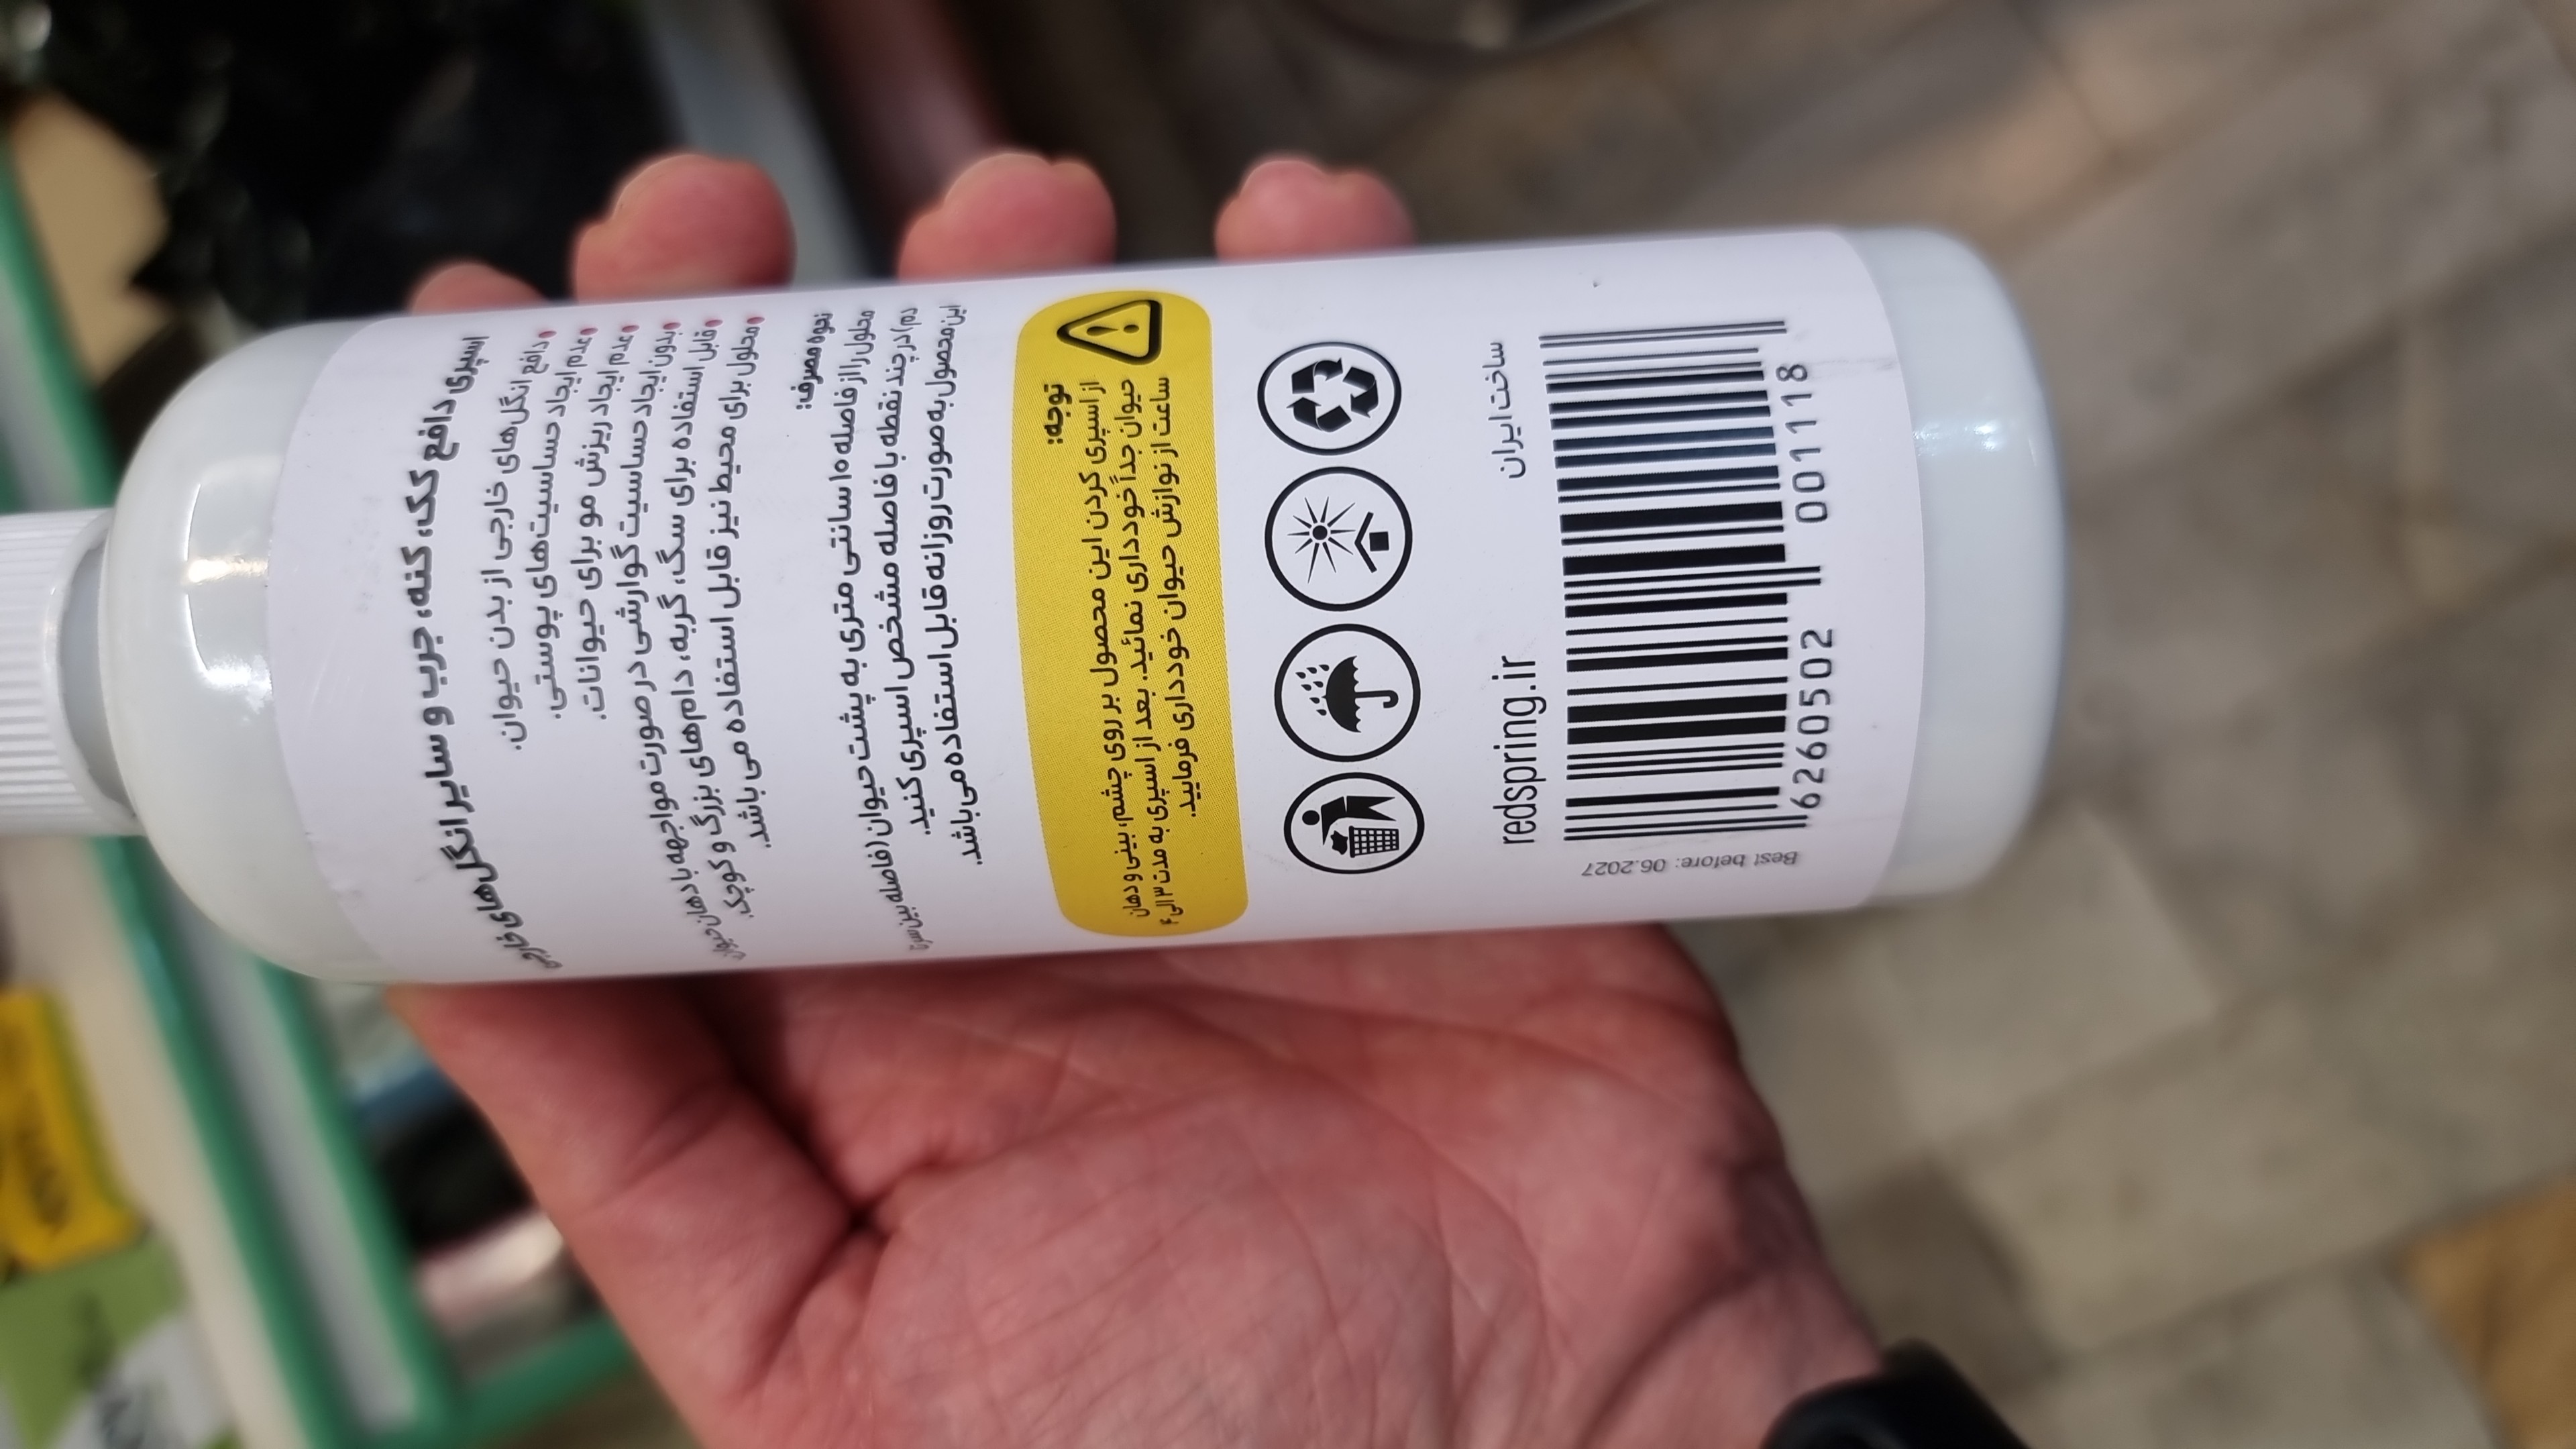 اسپری دافع کک، کنه، جرب و سایر انگل‌های خارجی
دافع انگل‌های خارجی از بدن حیوان.
عدم ایجاد حساسیت‌های پوستی.
عدم ایجاد ریزش مو برای حیوانات.
بدون ایجاد حساسیت گوارشی در صورت مواجهه با دهان حیوان
قابل استفاده برای سگ، گربه، دام‌های بزرگ و کوچک.
محلول برای محیط نیز قابل استفاده می‌باشد.
نحوه مصرف:
محلول را از فاصله ۱۵ سانتی متری به پشت حیوان (فاصله بین سر تا
دم) در چند نقطه با فاصله مشخص اسپری کنید.
این محصول به صورت روزانه قابل استفاده می‌باشد.
توجه:
از اسپری کردن این محصول بر روی چشم، بینی و دهان
حیوان جداً خودداری نمائید. بعد از اسپری به مدت ۳ الی ۴
ساعت از نوازش حیوان خودداری فرمایید.
redspring.ir
ساخت ایران
6260502 001118
Best before: 06.2027